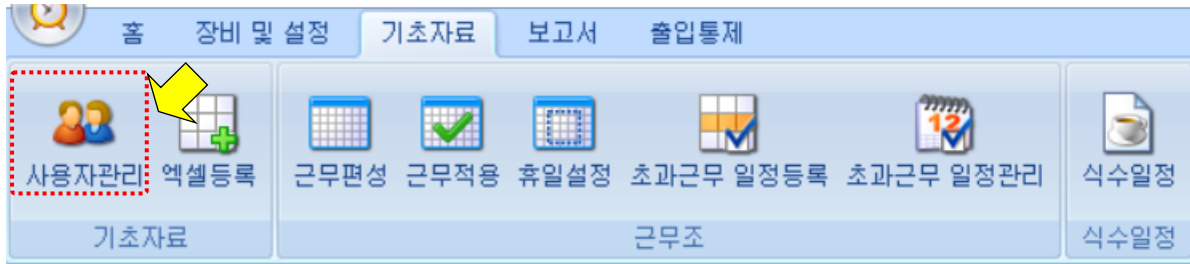 홈 장비 및 설정 기초자료 보고서 출입통제
12
사용자관리 엑셀등록 근무편성 근무적용 휴일설정 초과근무 일정등록 초과근무 일정관리 식수일정
기초자료 근무조 식수일정